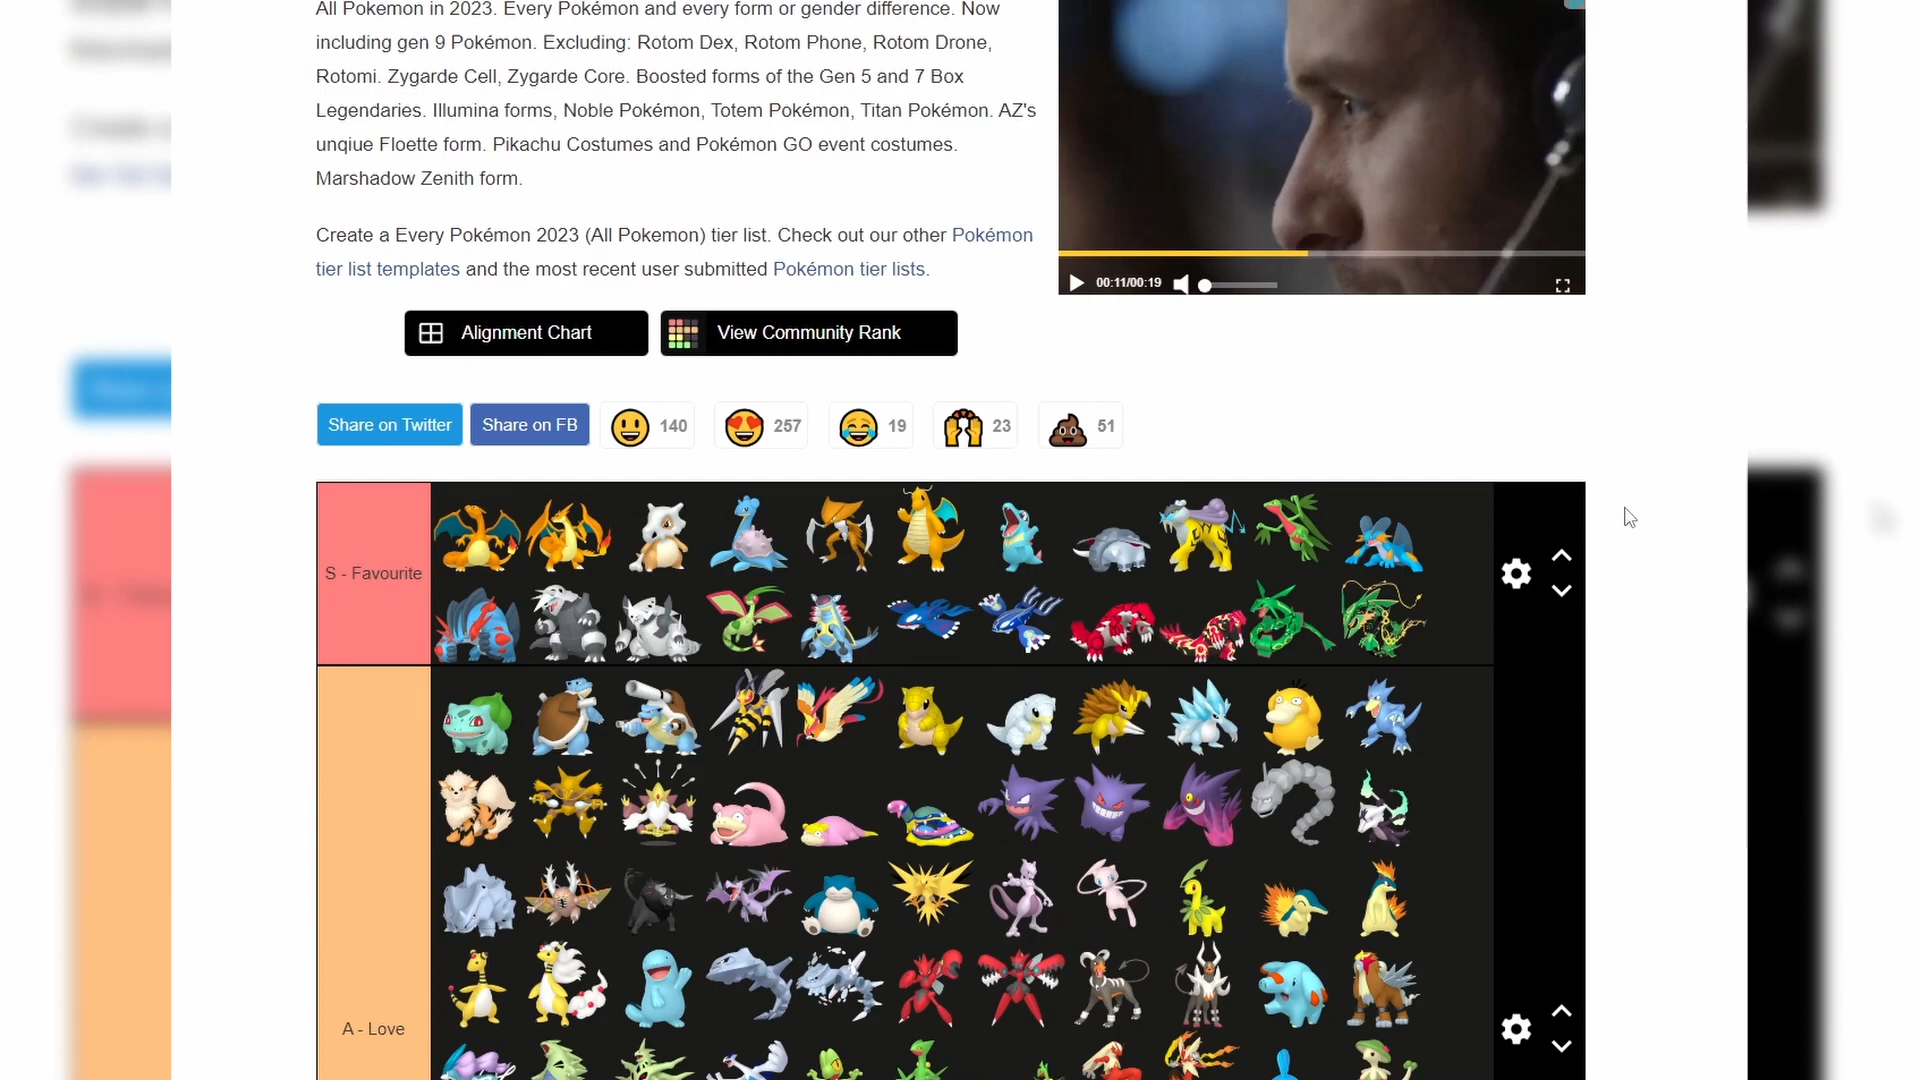 All Pokemon in 2023. Every Pokémon and every form or gender difference. Now
including gen 9 Pokémon. Excluding: Rotom Dex, Rotom Phone, Rotom Drone,
Rotomi. Zygarde Cell, Zygarde Core. Boosted forms of the Gen 5 and 7 Box
Legendaries. Illumina forms, Noble Pokémon, Totem Pokémon, Titan Pokémon. AZ's
unqiue Floette form. Pikachu Costumes and Pokémon GO event costumes.
Marshadow Zenith form.
Create a Every Pokémon 2023 (All Pokemon) tier list. Check out our other Pokémon
tier list templates and the most recent user submitted Pokémon tier lists.
00:11/00:19
Alignment Chart
View Community Rank
Share on Twitter
Share on FB
140
257
19
23
51
S - Favourite
A - Love